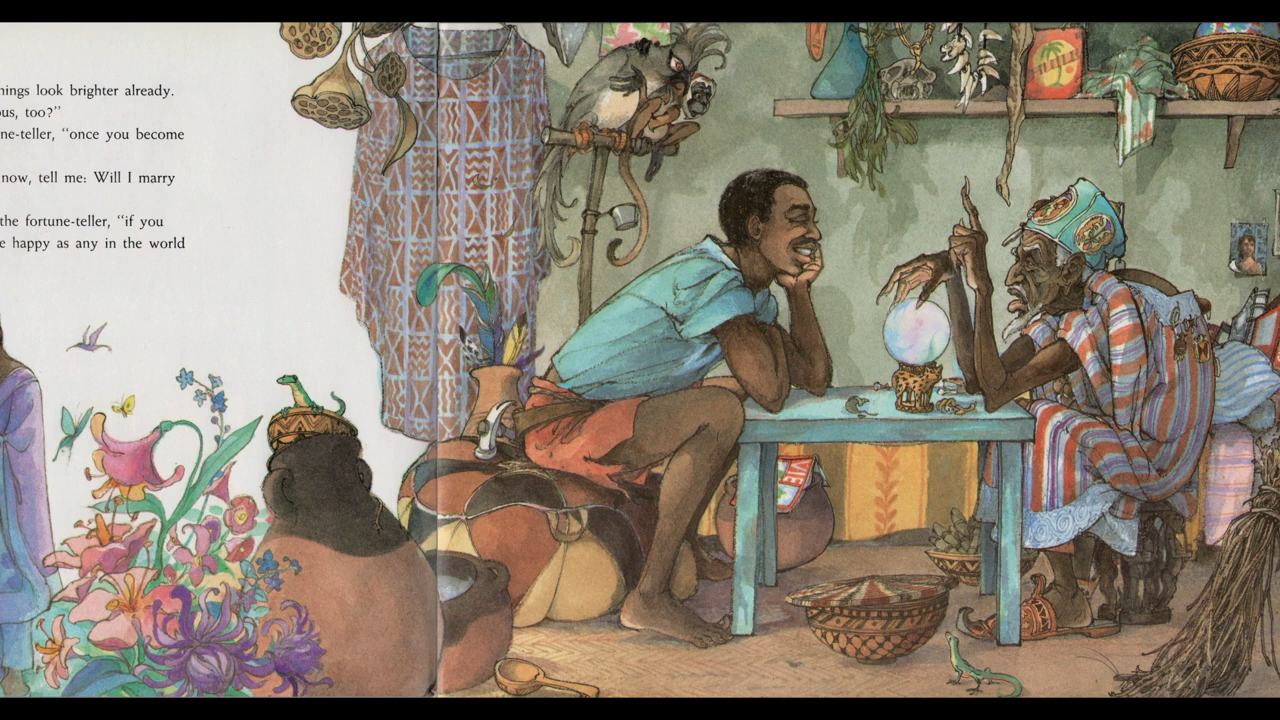 hings look brighter already.
ous, too?”
ne-teller, “once you become
now, tell me: Will I marry
the fortune-teller, “if you
e happy as any in the world
VIE